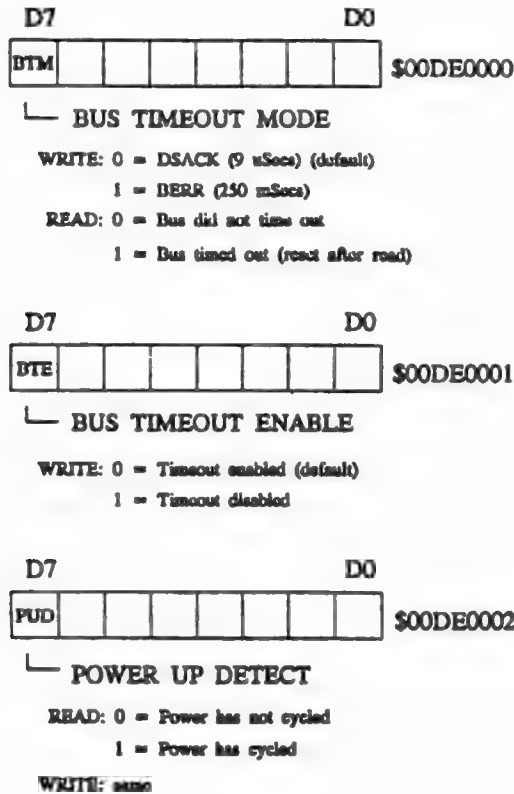 D7 D0
BTM $00DE0000
BUS TIMEOUT MODE
WRITE: 0 = DSACK (9 uSecs) (default)
1 = BERR (250 mSecs)
READ: 0 = Bus did not time out
1 = Bus timed out (reset after read)
D7 D0
BTE $00DE0001
BUS TIMEOUT ENABLE
WRITE: 0 = Timeout enabled (default)
1 = Timeout disabled
D7 D0
PUD $00DE0002
POWER UP DETECT
READ: 0 = Power has not cycled
1 = Power has cycled
WRITE: same